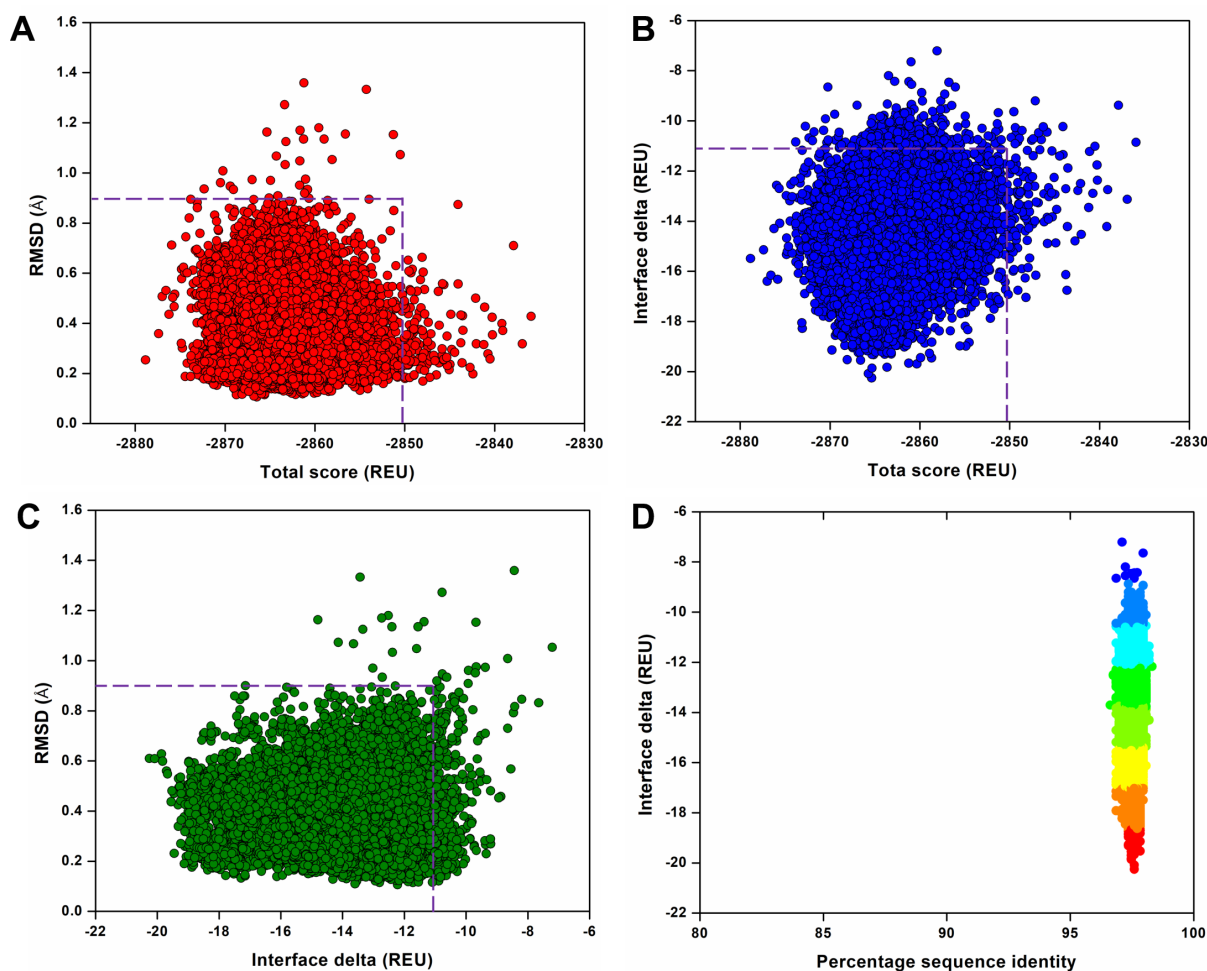 A
1.6
1.4
1.2
1.0
0.8
0.6
0.4
0.2
0.0
RMSD (Å)
-2880 -2870 -2860 -2850 -2840 -2830
Total score (REU)
B
-6
-8
-10
-12
-14
-16
-18
-20
-22
Interface delta (REU)
-2880 -2870 -2860 -2850 -2840 -2830
Tota score (REU)
C
1.6
1.4
1.2
1.0
0.8
0.6
0.4
0.2
0.0
RMSD (Å)
-22 -20 -18 -16 -14 -12 -10 -8 -6
Interface delta (REU)
D
-6
-8
-10
-12
-14
-16
-18
-20
-22
Interface delta (REU)
80 85 90 95 100
Percentage sequence identity